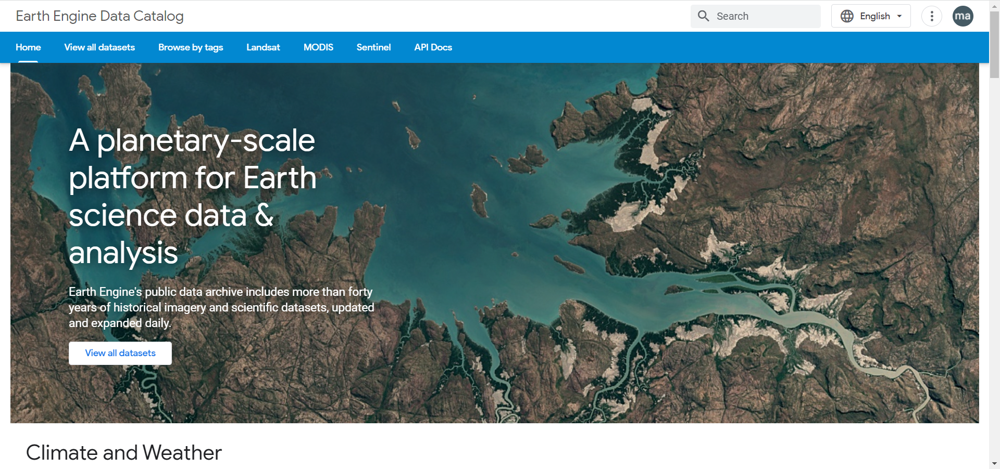 Earth Engine Data Catalog
Search
English
ma
Home
View all datasets
Browse by tags
Landsat
MODIS
Sentinel
API Docs
A planetary-scale
platform for Earth
science data &
analysis
Earth Engine's public data archive includes more than forty
years of historical imagery and scientific datasets, updated
and expanded daily.
View all datasets
Climate and Weather